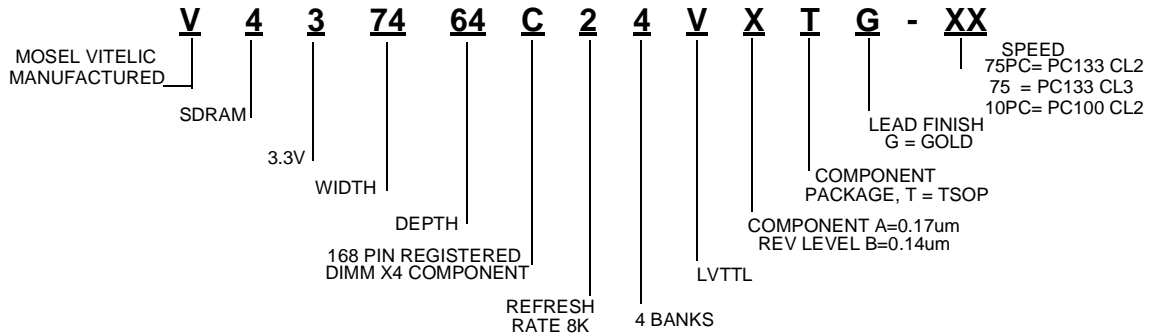 V 4 3 74 64 C 2 4 V X T G - XX
MOSEL VITELIC
MANUFACTURED
SDRAM
3.3V
WIDTH
DEPTH
168 PIN REGISTERED
DIMM X4 COMPONENT
REFRESH
RATE 8K
4 BANKS
LVTTL
COMPONENT A=0.17um
REV LEVEL B=0.14um
COMPONENT
PACKAGE, T = TSOP
LEAD FINISH
G = GOLD
SPEED
75PC= PC133 CL2
75 = PC133 CL3
10PC= PC100 CL2